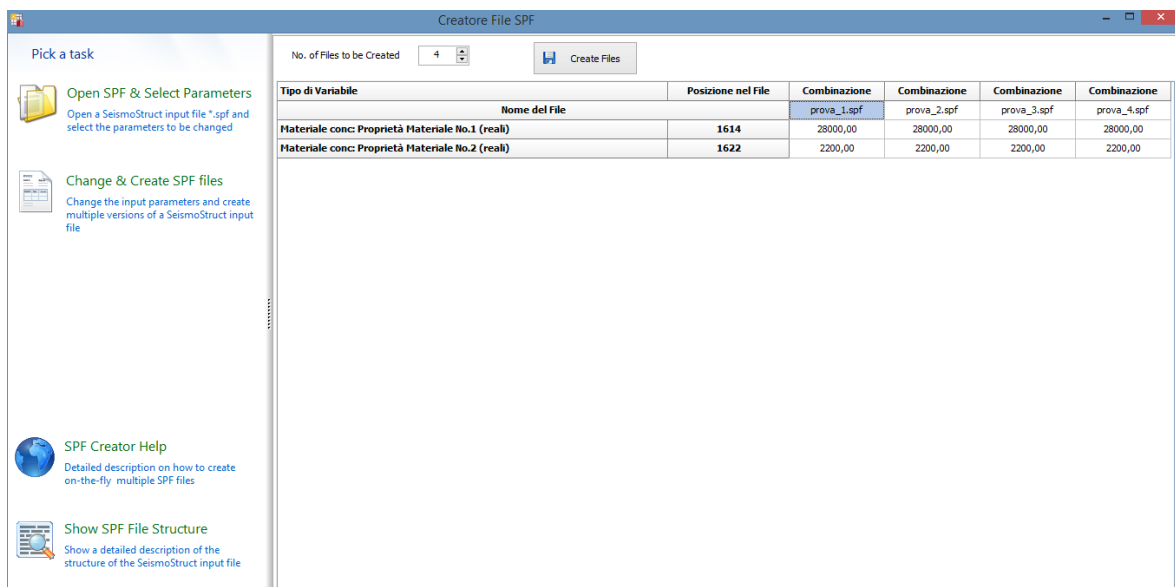 Creatore File SPF
Pick a task
Open SPF & Select Parameters
Open a SeismoStruct input file *.spf and
select the parameters to be changed
Change & Create SPF files
Change the input parameters and create
multiple versions of a SeismoStruct input
file
SPF Creator Help
Detailed description on how to create
on-the-fly multiple SPF files
Show SPF File Structure
Show a detailed description of the
structure of the SeismoStruct input file
No. of Files to be Created 4 Create Files
Tipo di Variabile Posizione nel File Combinazione Combinazione Combinazione Combinazione
Nome del File prova_1.spf prova_2.spf prova_3.spf prova_4.spf
Materiale conc: Proprietà Materiale No.1 (reali) 1614 28000,00 28000,00 28000,00 28000,00
Materiale conc: Proprietà Materiale No.2 (reali) 1622 2200,00 2200,00 2200,00 2200,00